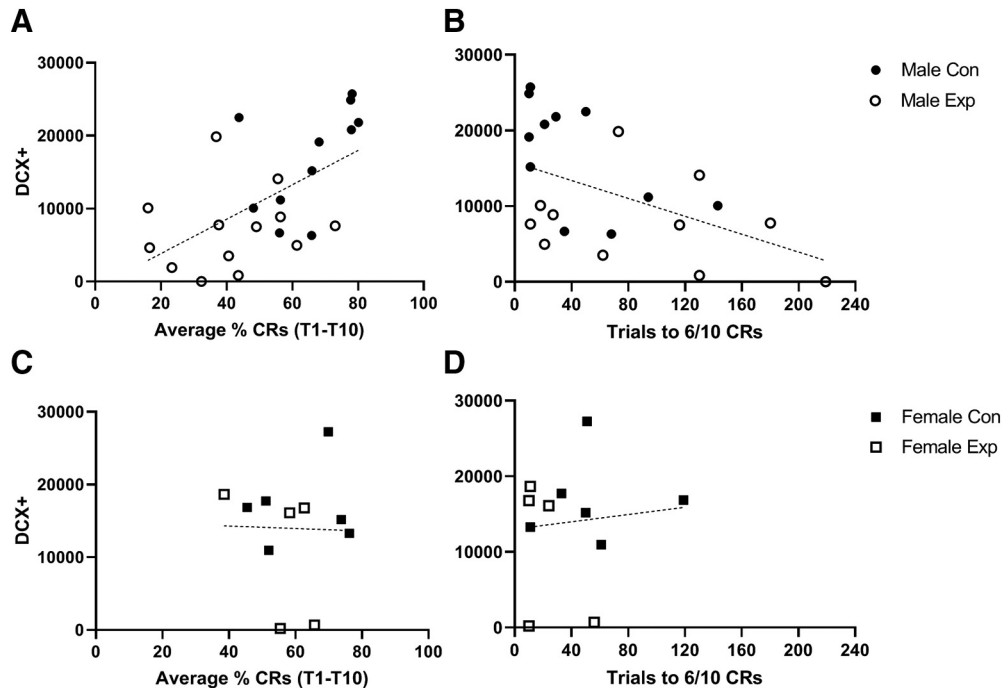 A
30000
20000
10000
0
DCX+
0 20 40 60 80 100
Average % CRs (T1-T10)
B
30000
20000
10000
0
0 40 80 120 160 200 240
Trials to 6/10 CRs
Male Con
Male Exp
C
30000
20000
10000
0
DCX+
0 20 40 60 80 100
Average % CRs (T1-T10)
D
30000
20000
10000
0
0 40 80 120 160 200 240
Trials to 6/10 CRs
Female Con
Female Exp